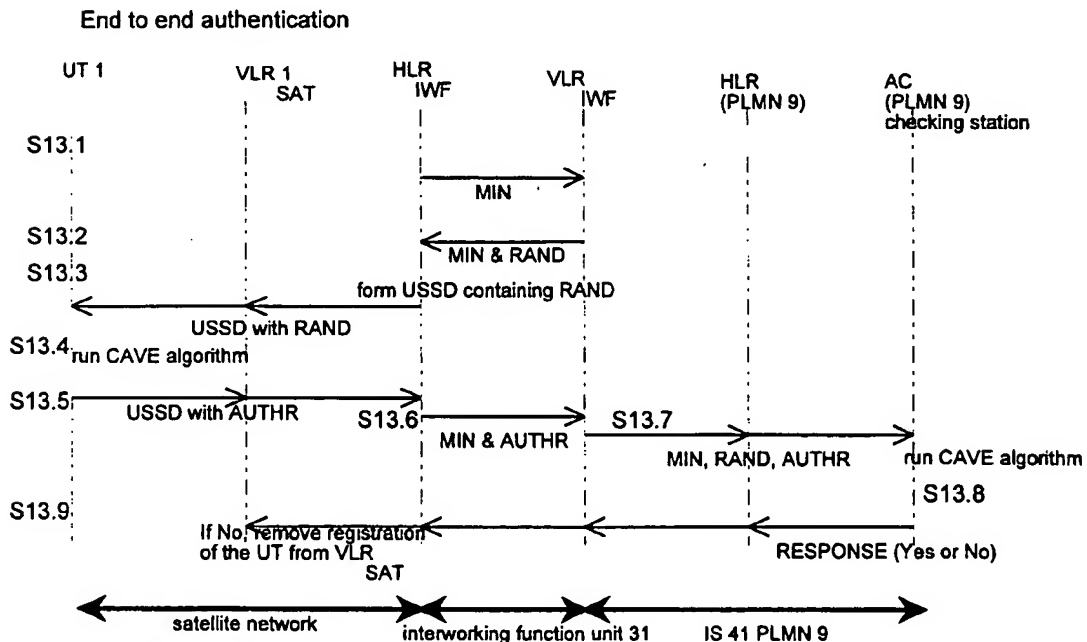 End to end authentication
UT 1
VLR 1
SAT
HLR
IWF
VLR
IWF
HLR
(PLMN 9)
AC
(PLMN 9)
checking station
S13.1
MIN
S13.2
MIN & RAND
S13.3
form USSD containing RAND
USSD with RAND
S13.4
run CAVE algorithm
S13.5
USSD with AUTHR
S13.6
MIN & AUTHR
S13.7
MIN, RAND, AUTHR
run CAVE algorithm
S13.8
S13.9
If No, remove registration
of the UT from VLR
SAT
RESPONSE (Yes or No)
satellite network
interworking function unit 31
IS 41 PLMN 9